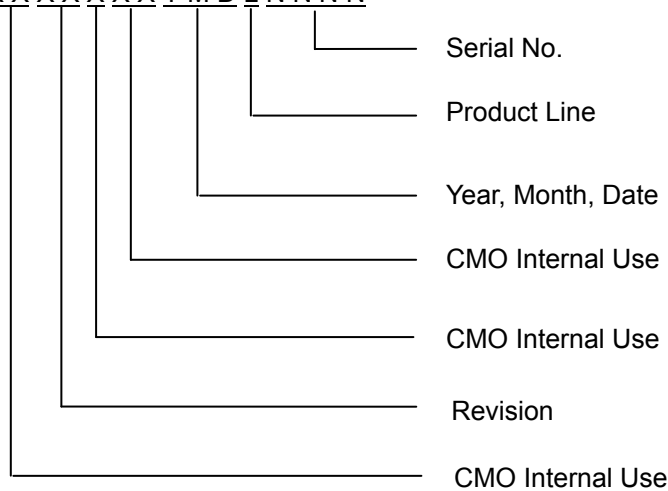 Serial No.
Product Line
Year, Month, Date
CMO Internal Use
CMO Internal Use
Revision
CMO Internal Use